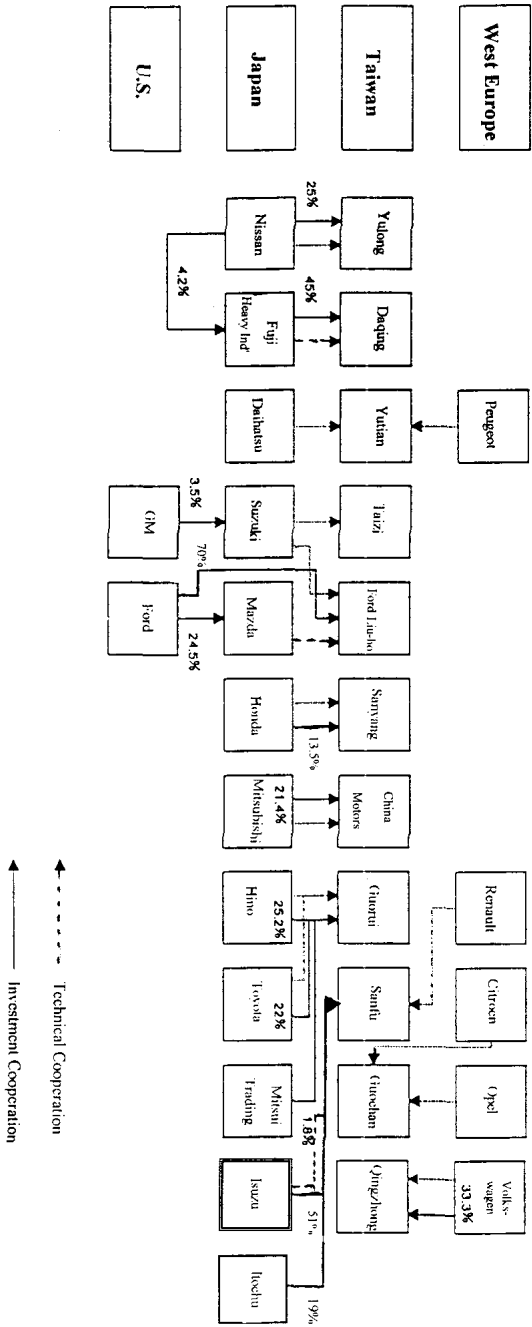 West Europe
Peugeot
Renault
Citroen
Opel
Volks-
wagen
33.3%
Taiwan
Yulong
Daqing
Yutian
Taizi
Ford Liu-ho
Sanyang
China
Motors
Guorui
Sanfu
Guochan
Qingzhong
25%
45%
13.5%
Japan
Nissan
Fuji
Heavy Ind'
Daihatsu
Suzuki
Mazda
Honda
21.4%
Mitsubishi
25.2%
Hino
22%
Toyota
Mitsui
Trading
1.8%
Isuzu
51%
Itochu
19%
4.2%
3.5%
70%
24.5%
U.S.
GM
Ford
Technical Cooperation
Investment Cooperation